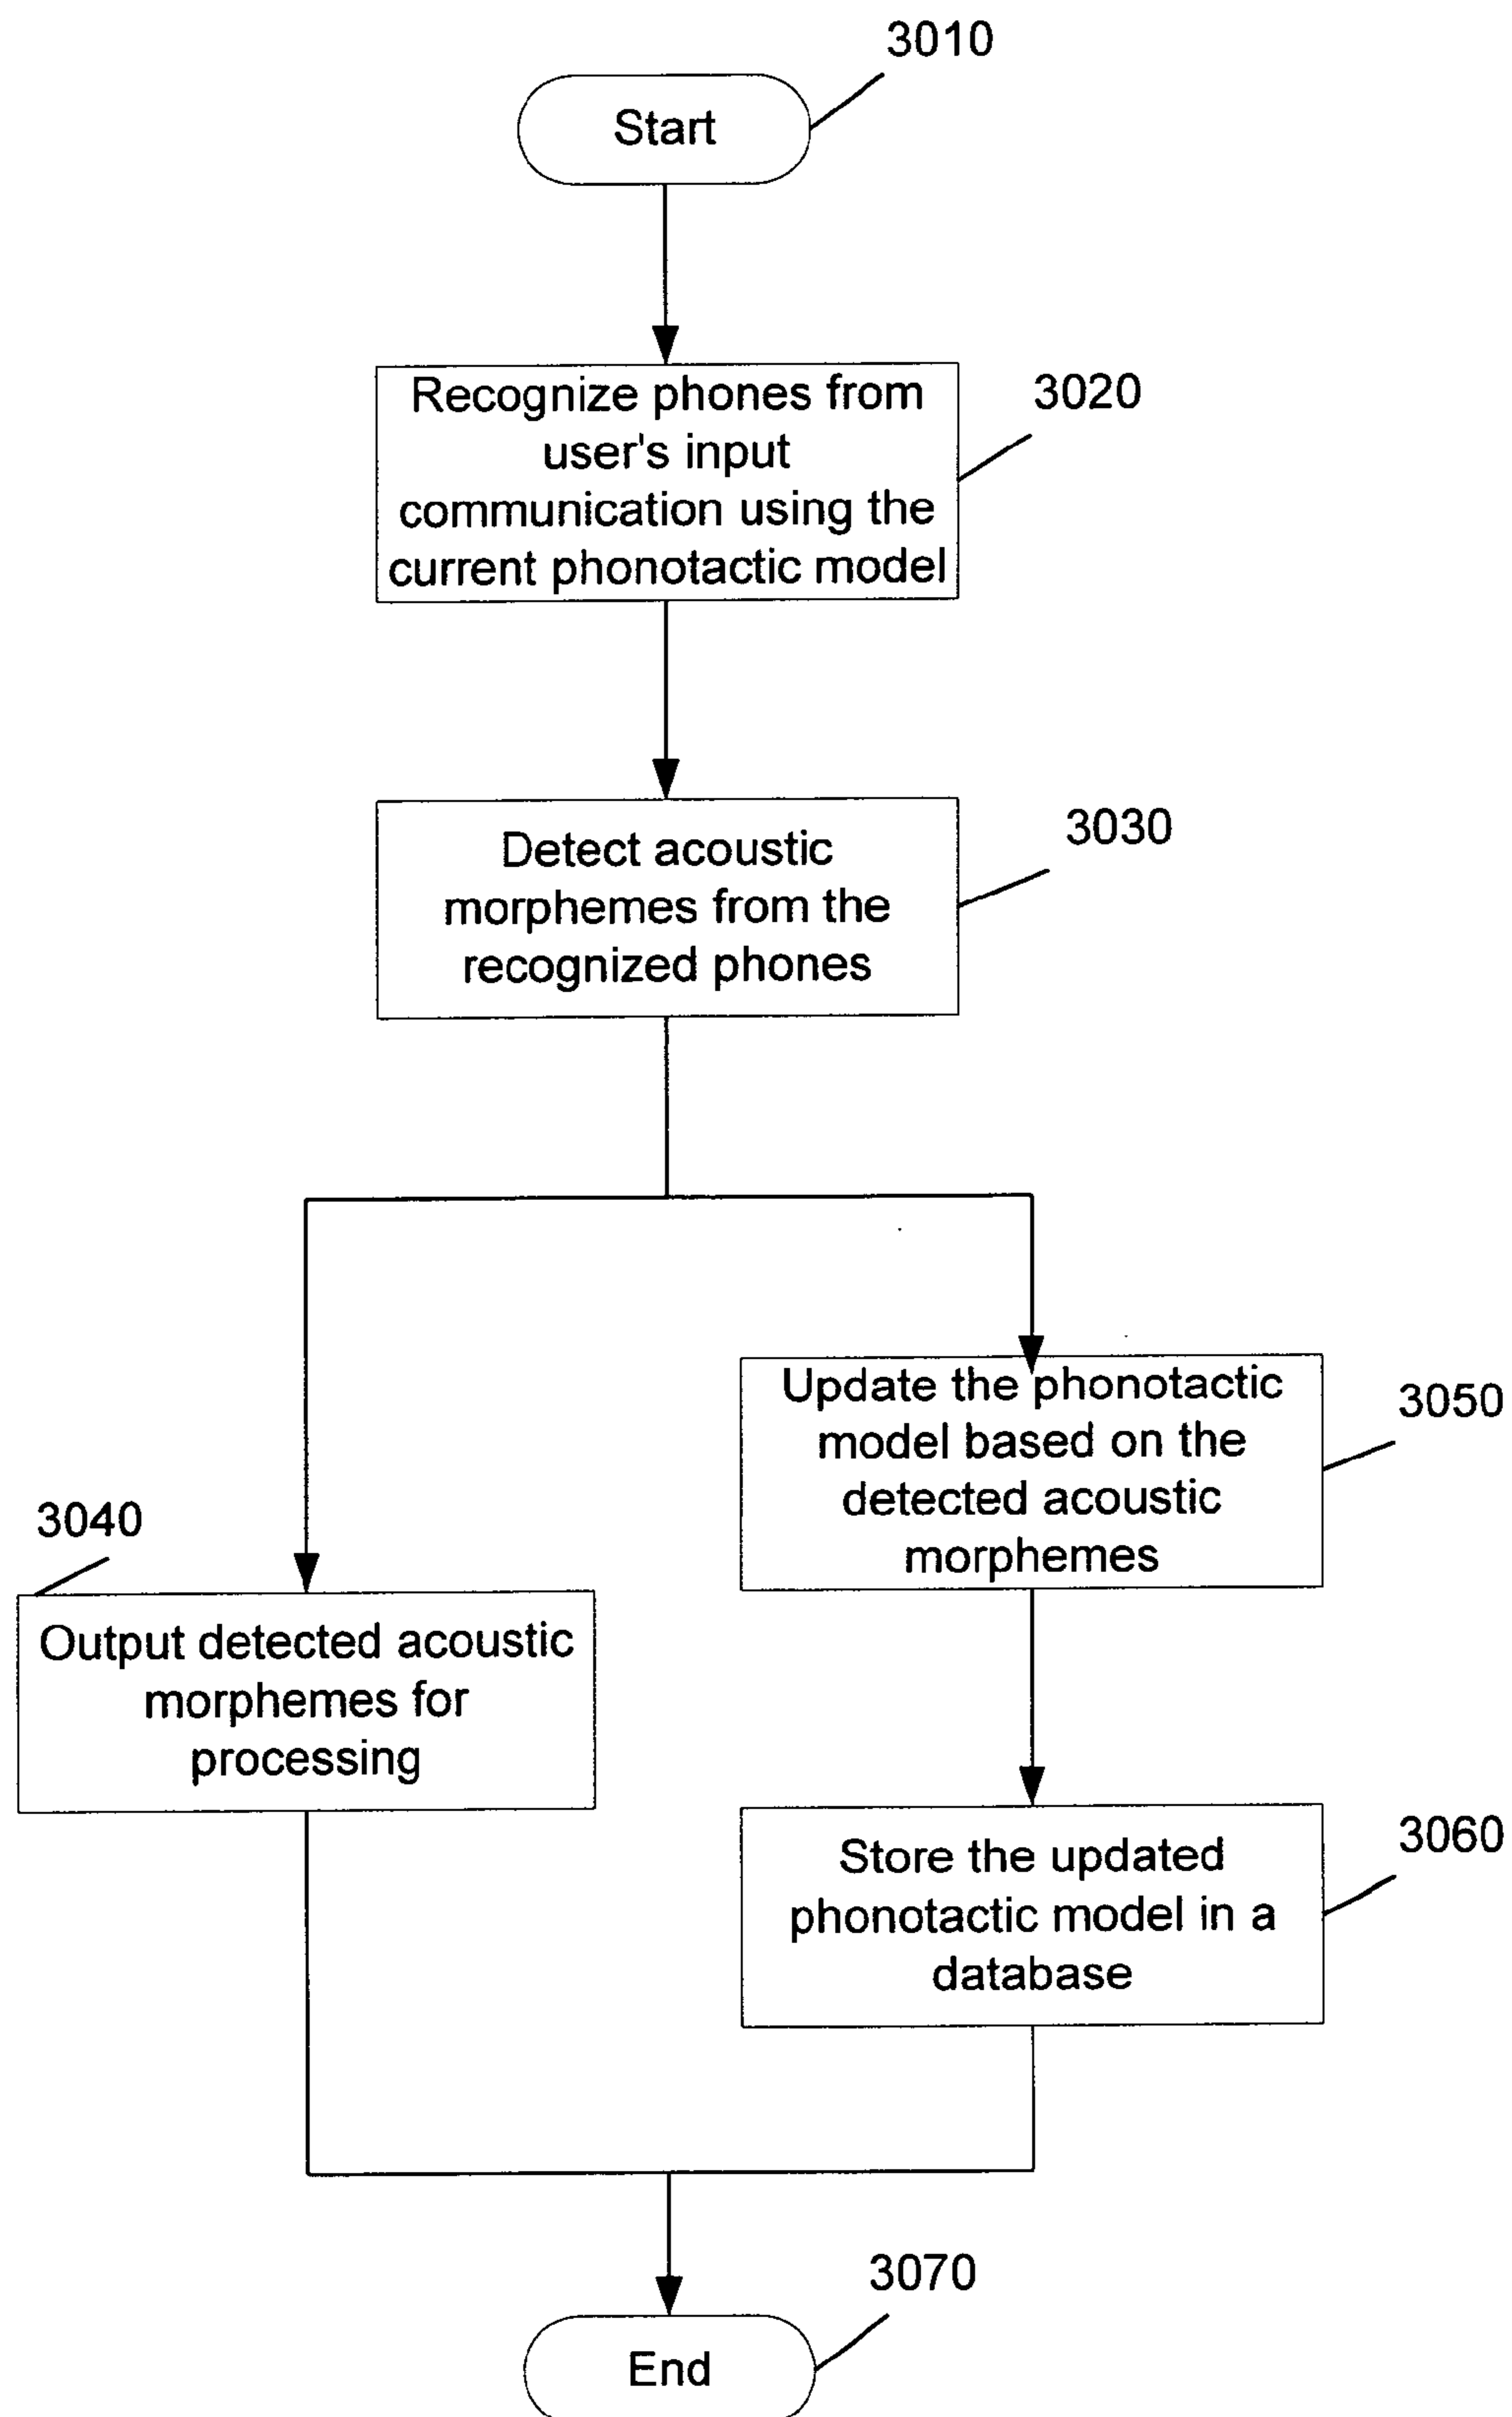 3010
Start
Recognize phones from
user's input
communication using the
current phonotactic model
3020
Detect acoustic
morphemes from the
recognized phones
3030
3040
Output detected acoustic
morphemes for
processing
Update the phonotactic
model based on the
detected acoustic
morphemes
3050
Store the updated
phonotactic model in a
database
3060
3070
End